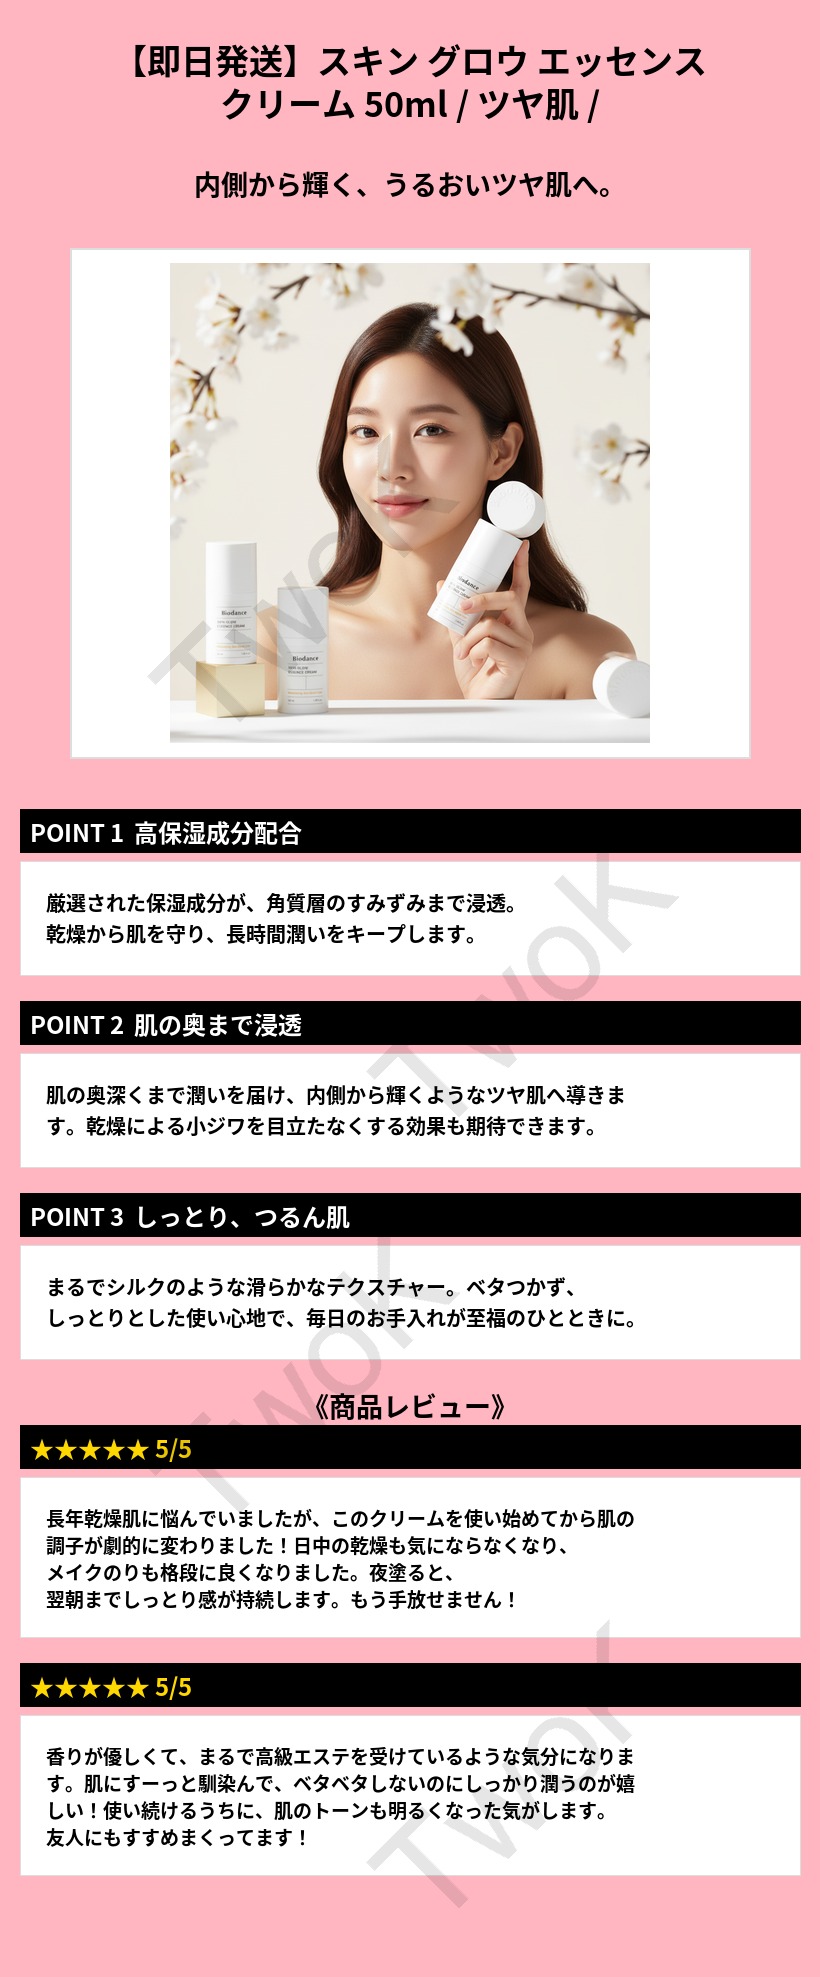 【即日発送】スキン グロウ エッセンス
クリーム 50ml / ツヤ肌 /
内側から輝く、うるおいツヤ肌へ。
Biodance
Biodance
Biodance
TwoK
POINT 1 高保湿成分配合
厳選された保湿成分が、角質層のすみずみまで浸透。
乾燥から肌を守り、長時間潤いをキープします。
TwoK
POINT 2 肌の奥まで浸透
肌の奥深くまで潤いを届け、内側から輝くようなツヤ肌へ導きま
す。乾燥による小ジワを目立たなくする効果も期待できます。
POINT 3 しっとり、つるん肌
まるでシルクのような滑らかなテクスチャー。ベタつかず、
しっとりとした使い心地で、毎日のお手入れが至福のひとときに。
TwoK
《商品レビュー》
★★★★★ 5/5
長年乾燥肌に悩んでいましたが、このクリームを使い始めてから肌の
調子が劇的に変わりました！日中の乾燥も気にならなくなり、
メイクのりも格段に良くなりました。夜塗ると、
翌朝までしっとり感が持続します。もう手放せません！
★★★★★ 5/5
香りが優しくて、まるで高級エステを受けているような気分になりま
す。肌にすーっと馴染んで、ベタベタしないのにしっかり潤うのが嬉
しい！使い続けるうちに、肌のトーンも明るくなった気がします。
友人にもすすめまくってます！
TwoK